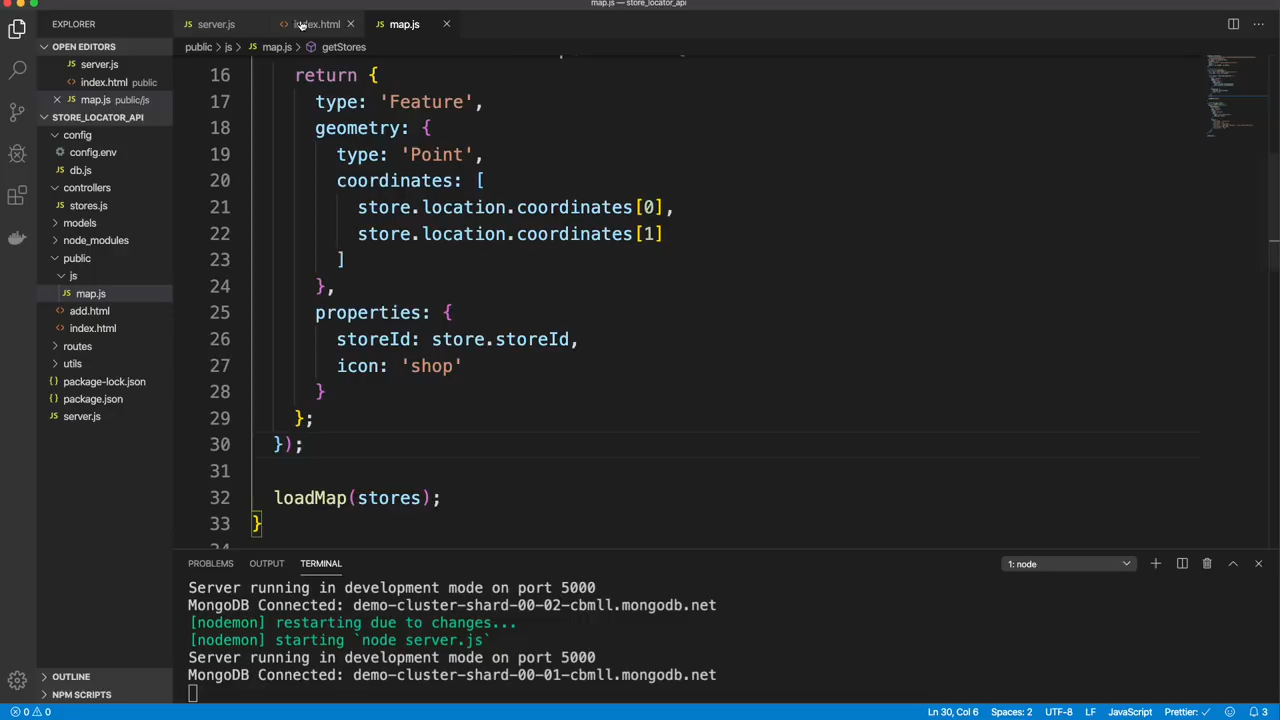 map.js — store_locator_api
EXPLORER
server.js
index.html
map.js
public > js > map.js > getStores
OPEN EDITORS
server.js
index.html public
map.js public/js
STORE_LOCATOR_API
config
config.env
db.js
controllers
stores.js
models
node_modules
public
js
map.js
add.html
index.html
routes
utils
package-lock.json
package.json
server.js
OUTLINE
NPM SCRIPTS
16 return {
17 type: 'Feature',
18 geometry: {
19 type: 'Point',
20 coordinates: [
21 store.location.coordinates[0],
22 store.location.coordinates[1]
23 ]
24 },
25 properties: {
26 storeId: store.storeId,
27 icon: 'shop'
28 }
29 };
30 });
31
32 loadMap(stores);
33 }
34
PROBLEMS OUTPUT TERMINAL 1: node
Server running in development mode on port 5000
MongoDB Connected: demo-cluster-shard-00-02-cbmll.mongodb.net
[nodemon] restarting due to changes...
[nodemon] starting `node server.js`
Server running in development mode on port 5000
MongoDB Connected: demo-cluster-shard-00-01-cbmll.mongodb.net
0 0 Ln 30, Col 6 Spaces: 2 UTF-8 LF JavaScript Prettier: ✓ 3